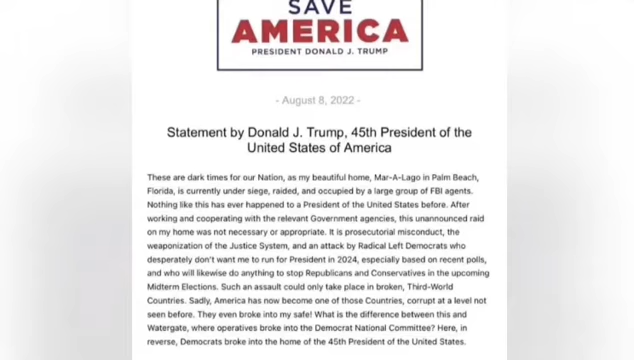 SAVE
AMERICA
PRESIDENT DONALD J. TRUMP
- August 8, 2022 -
Statement by Donald J. Trump, 45th President of the
United States of America
These are dark times for our Nation, as my beautiful home, Mar-A-Lago in Palm Beach,
Florida, is currently under siege, raided, and occupied by a large group of FBI agents.
Nothing like this has ever happened to a President of the United States before. After
working and cooperating with the relevant Government agencies, this unannounced raid
on my home was not necessary or appropriate. It is prosecutorial misconduct, the
weaponization of the Justice System, and an attack by Radical Left Democrats who
desperately don't want me to run for President in 2024, especially based on recent polls,
and who will likewise do anything to stop Republicans and Conservatives in the upcoming
Midterm Elections. Such an assault could only take place in broken, Third-World
Countries. Sadly, America has now become one of those Countries, corrupt at a level not
seen before. They even broke into my safe! What is the difference between this and
Watergate, where operatives broke into the Democrat National Committee? Here, in
reverse, Democrats broke into the home of the 45th President of the United States.